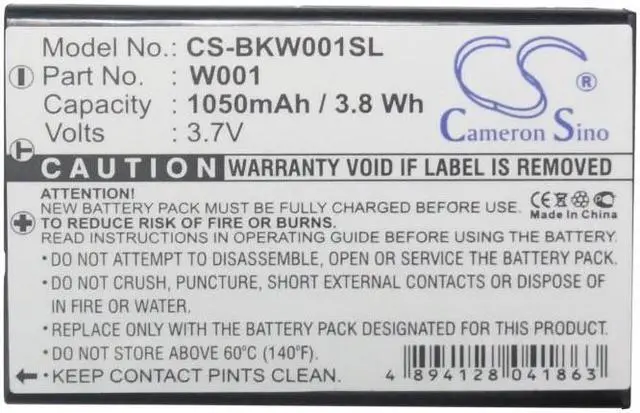 Model No.: CS-BKW001SL
Part No. : W001
Capacity : 1050mAh / 3.8 Wh
Volts : 3.7V
CS®
Cameron Sino
CAUTION WARRANTY VOID IF LABEL IS REMOVED
ATTENTION!
NEW BATTERY PACK MUST BE FULLY CHARGED BEFORE USE.
TO REDUCE RISK OF FIRE OR BURNS.
READ INSTRUCTIONS IN OPERATING GUIDE BEFORE USING THE BATTERY.
CE
Made In China
• DO NOT ATTEMPT TO DISASSEMBLE, OPEN OR SERVICE THE BATTERY PACK.
• DO NOT CRUSH, PUNCTURE, SHORT EXTERNAL CONTACTS OR DISPOSE OF
IN FIRE OR WATER.
• WORK ONLY WITH THE BATTERY PACK DESIGNATED FOR THIS PRODUCT.
• DO NOT STORE ABOVE 60°C (140°F)
• KEEP CONTACT PINTS CLEAN.
4 894128 041863